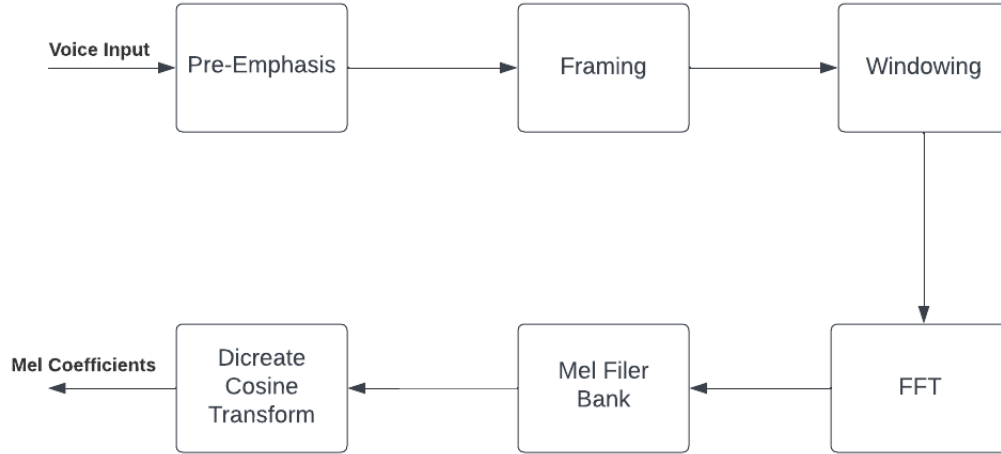 Voice Input
Pre-Emphasis
Framing
Windowing
Mel Coefficients
Dicreate
Cosine
Transform
Mel Filer
Bank
FFT